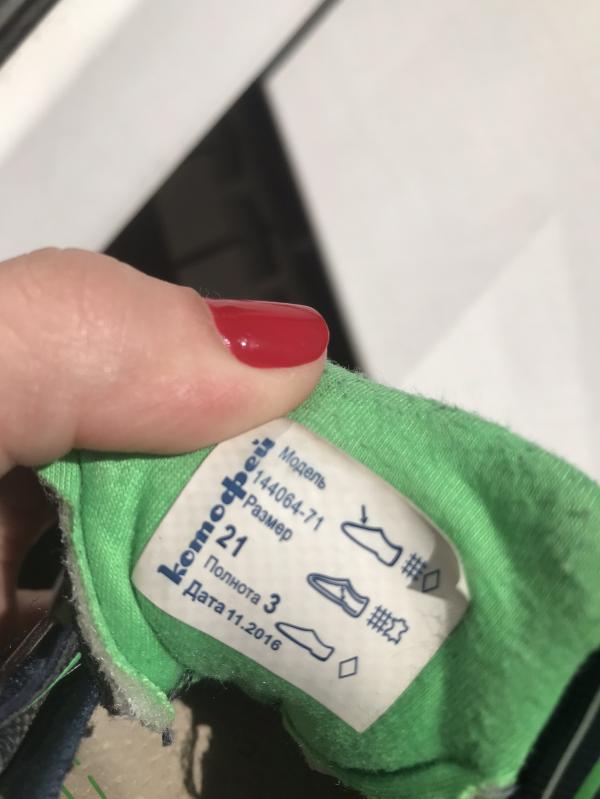 котофей
Модель
144064-71
Размер
21
Полнота 3
Дата 11.2016